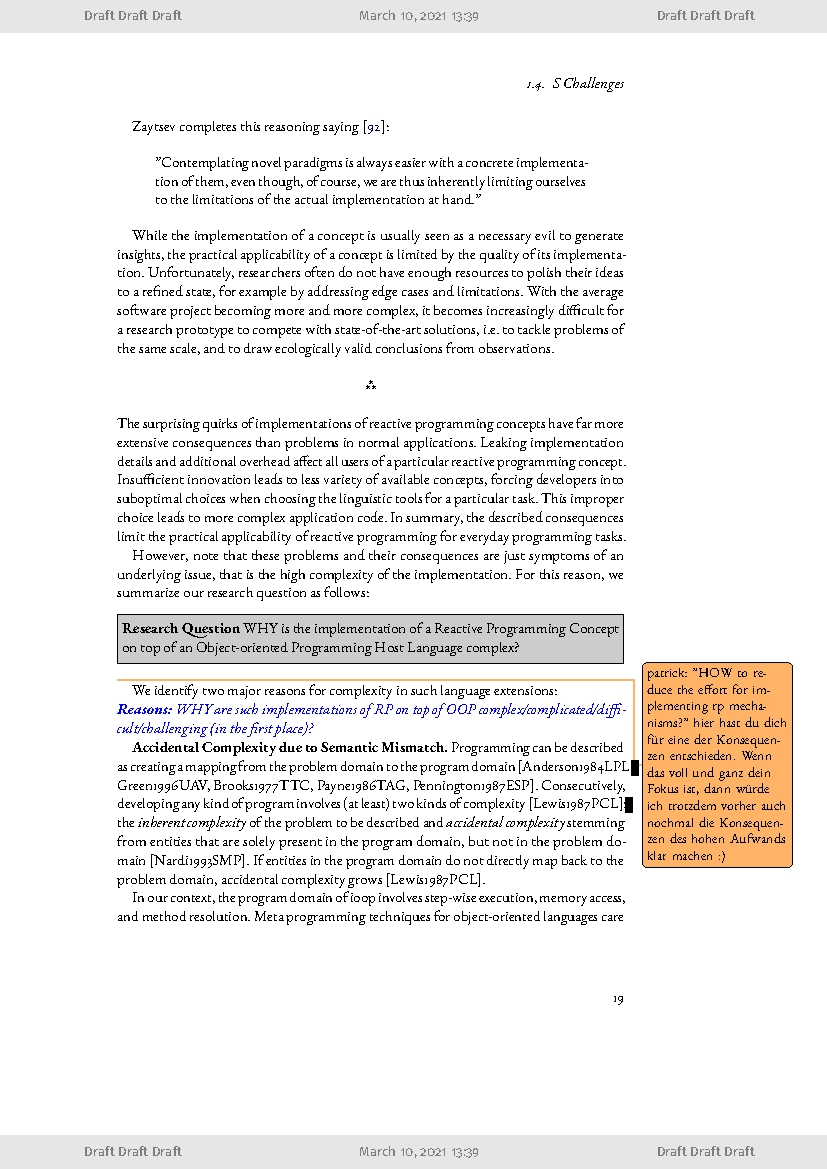 Draft Draft Draft March 10, 2021 13:39 Draft Draft Draft
1.4. S Challenges
Zaytsev completes this reasoning saying [92]:
”Contemplating novel paradigms is always easier with a concrete implementa-
tion of them, even though, of course, we are thus inherently limiting ourselves
to the limitations of the actual implementation at hand.”
While the implementation of a concept is usually seen as a necessary evil to generate
insights, the practical applicability of a concept is limited by the quality of its implementa-
tion. Unfortunately, researchers often do not have enough resources to polish their ideas
to a refined state, for example by addressing edge cases and limitations. With the average
software project becoming more and more complex, it becomes increasingly difficult for
a research prototype to compete with state-of-the-art solutions, i.e. to tackle problems of
the same scale, and to draw ecologically valid conclusions from observations.
⁂
The surprising quirks of implementations of reactive programming concepts have far more
extensive consequences than problems in normal applications. Leaking implementation
details and additional overhead affect all users of a particular reactive programming concept.
Insufficient innovation leads to less variety of available concepts, forcing developers into
suboptimal choices when choosing the linguistic tools for a particular task. This improper
choice leads to more complex application code. In summary, the described consequences
limit the practical applicability of reactive programming for everyday programming tasks.
However, note that these problems and their consequences are just symptoms of an
underlying issue, that is the high complexity of the implementation. For this reason, we
summarize our research question as follows:
Research Question WHY is the implementation of a Reactive Programming Concept
on top of an Object-oriented Programming Host Language complex?
We identify two major reasons for complexity in such language extensions:
Reasons: WHY are such implementations of RP on top of OOP complex/complicated/diffi-
cult/challenging (in the first place)?
Accidental Complexity due to Semantic Mismatch. Programming can be described
as creating a mapping from the problem domain to the program domain [Anderson1984LPL
Green1996UAV, Brooks1977TTC, Payne1986TAG, Pennington1987ESP]. Consecutively,
developing any kind of program involves (at least) two kinds of complexity [Lewis1987PCL]:
the inherent complexity of the problem to be described and accidental complexity stemming
from entities that are solely present in the program domain, but not in the problem do-
main [Nardi1993SMP]. If entities in the program domain do not directly map back to the
problem domain, accidental complexity grows [Lewis1987PCL].
In our context, the program domain of ioop involves step-wise execution, memory access,
and method resolution. Meta programming techniques for object-oriented languages care
patrick: "HOW to re-
duce the effort for im-
plementing rp mecha-
nisms?" hier hast du dich
für eine der Konsequen-
zen entschieden. Wenn
das voll und ganz dein
Fokus ist, dann würde
ich trotzdem vorher auch
nochmal die Konsequen-
zen des hohen Aufwands
klar machen :)
19
Draft Draft Draft March 10, 2021 13:39 Draft Draft Draft